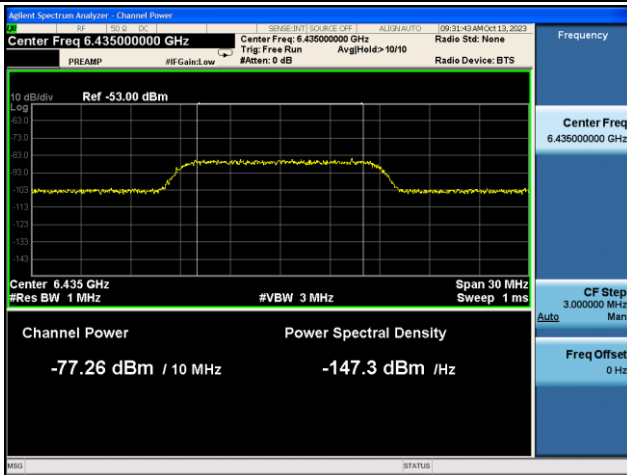 Agilent Spectrum Analyzer - Channel Power
RF 50 Ω DC SENSE:INT SOURCE OFF ALIGN AUTO 09:31:43 AM Oct 13, 2023
Center Freq 6.435000000 GHz Center Freq: 6.435000000 GHz Radio Std: None
Trig: Free Run Avg|Hold:> 10/10
PREAMP #IFGain:Low #Atten: 0 dB Radio Device: BTS
10 dB/div Ref -53.00 dBm
Log
-63.0
-73.0
-83.0
-93.0
-103
-113
-123
-133
-143
Center 6.435 GHz Span 30 MHz
#Res BW 1 MHz #VBW 3 MHz Sweep 1 ms
Channel Power Power Spectral Density
-77.26 dBm / 10 MHz -147.3 dBm /Hz
MSG STATUS
Frequency
Center Freq
6.435000000 GHz
CF Step
3.000000 MHz
Auto Man
Freq Offset
0 Hz